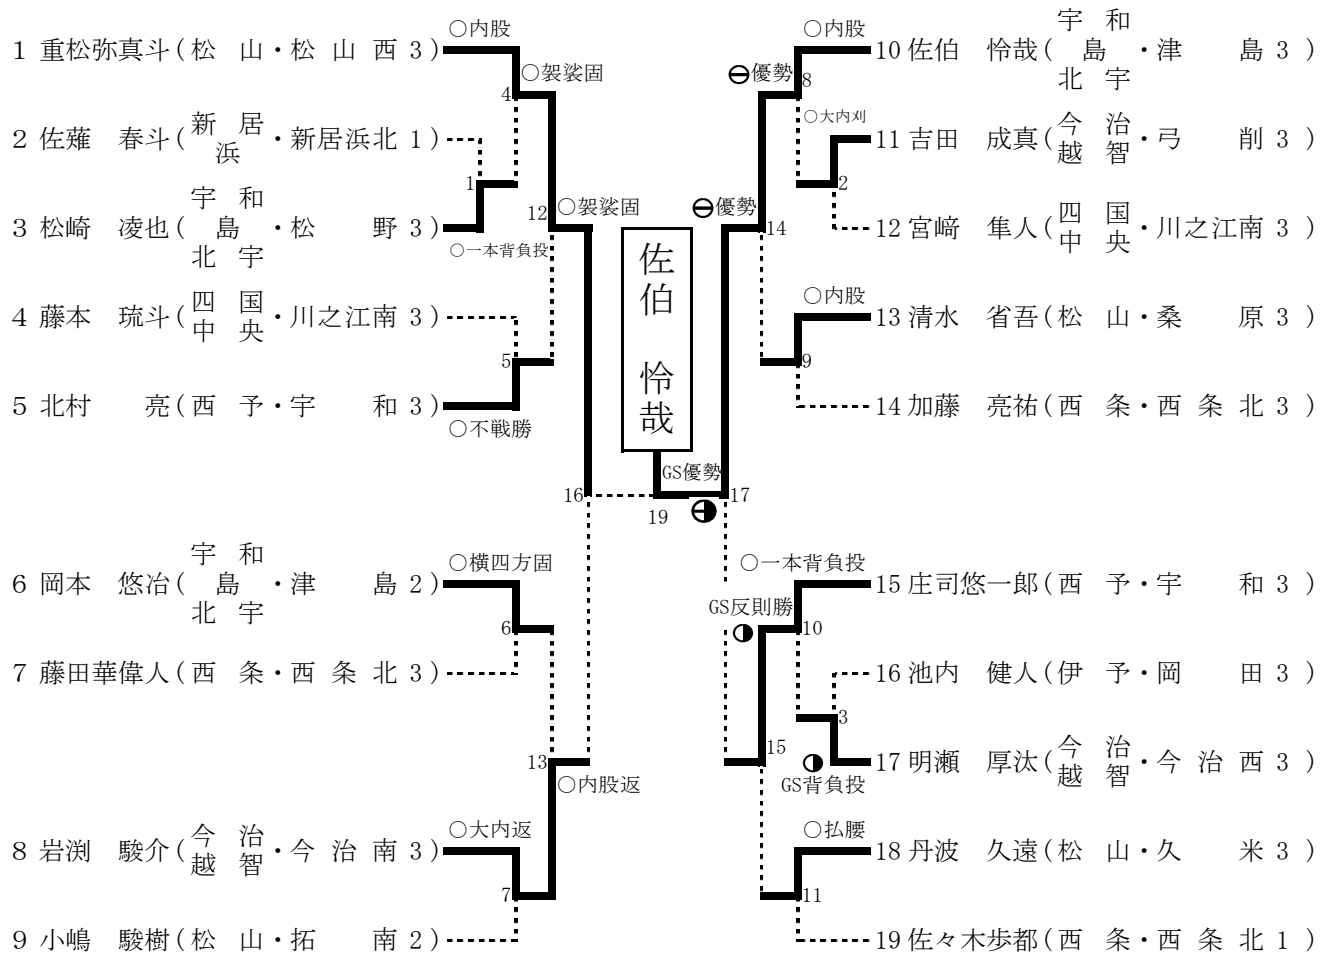 ○内股
1 重松弥真斗(松 山・松山西3)
○袈裟固
4
2 佐薙 春斗(新居浜・新居浜北1)
1
3 松崎 凌也(宇和島北宇・松 野3)
○一本背負投
12
○袈裟固
4 藤本 琉斗(四国中央・川之江南3)
5
5 北村 亮(西 予・宇 和3)
○不戦勝
16
6 岡本 悠冶(宇和島北宇・津 島2)
○横四方固
6
7 藤田華偉人(西 条・西条北3)
13
○内股返
8 岩渕 駿介(今治越智・今治南3)
○大内返
7
9 小嶋 駿樹(松 山・拓 南2)
佐伯 怜哉
GS優勢
19
○内股
10 佐伯 怜哉(宇和島北宇・津 島3)
優勢
8
○大内刈
11 吉田 成真(今治越智・弓 削3)
2
12 宮﨑 隼人(四国中央・川之江南3)
優勢
14
○内股
13 清水 省吾(松 山・桑 原3)
9
14 加藤 亮祐(西 条・西条北3)
17
○一本背負投
15 庄司悠一郎(西 予・宇 和3)
GS反則勝
10
16 池内 健人(伊 予・岡 田3)
3
17 明瀬 厚汰(今治越智・今治西3)
GS背負投
15
○払腰
18 丹波 久遠(松 山・久 米3)
11
19 佐々木歩都(西 条・西条北1)